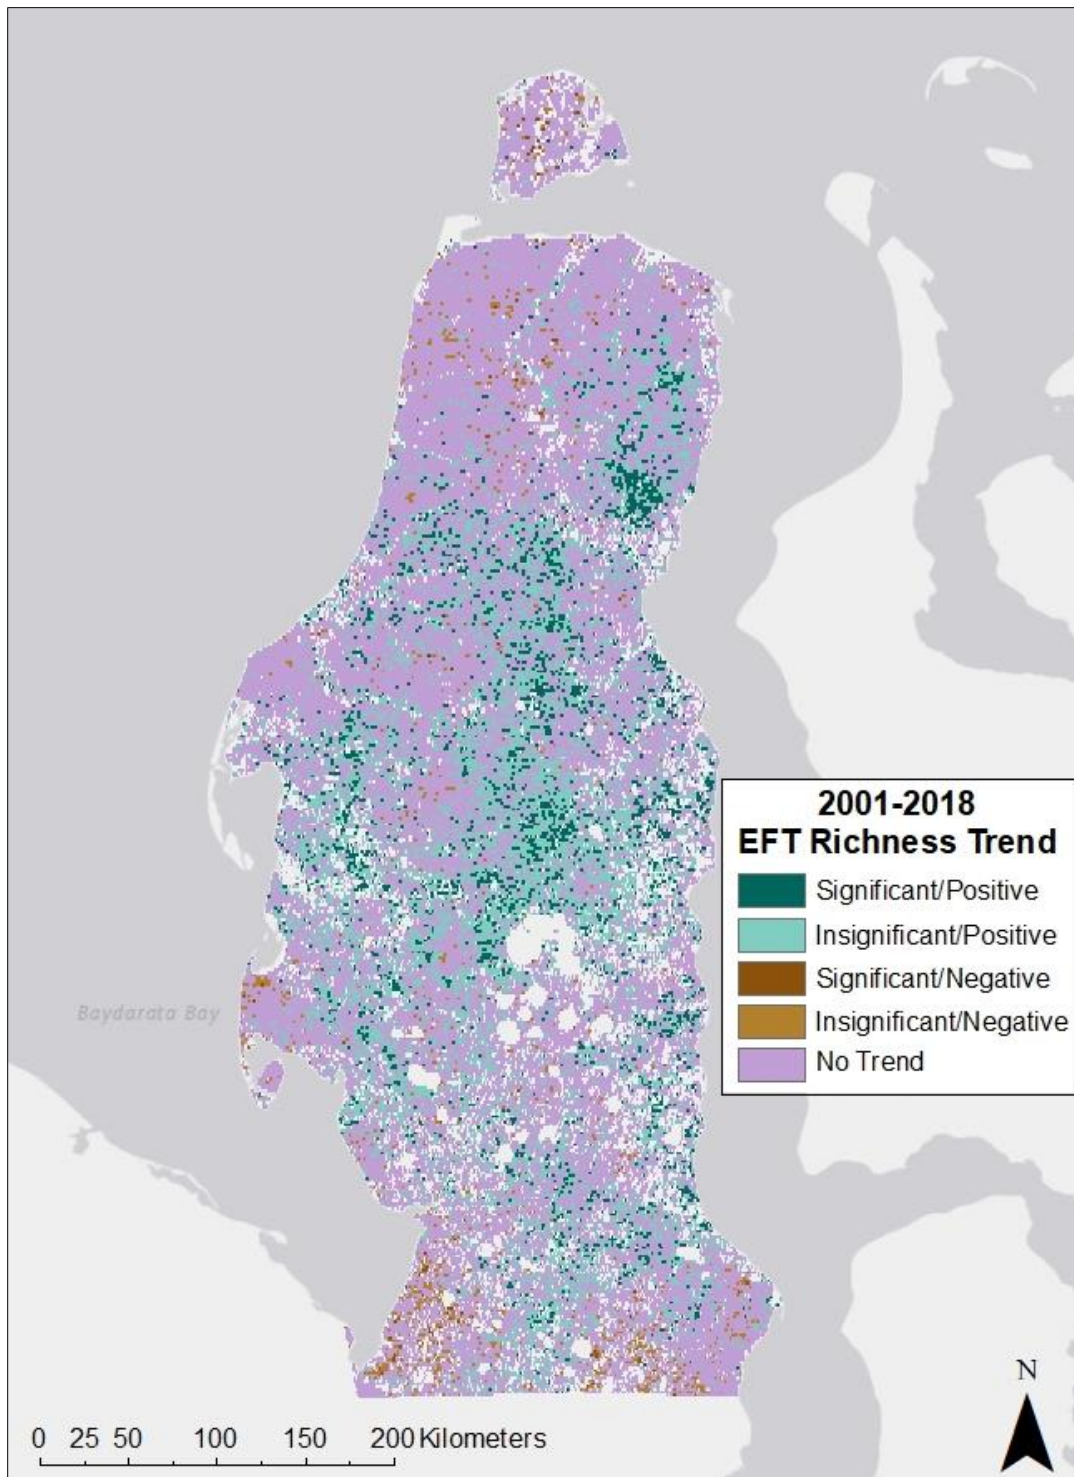 2001-2018
EFT Richness Trend
Significant/Positive
Insignificant/Positive
Significant/Negative
Insignificant/Negative
No Trend
Baydarata Bay
N
0 25 50 100 150 200 Kilometers